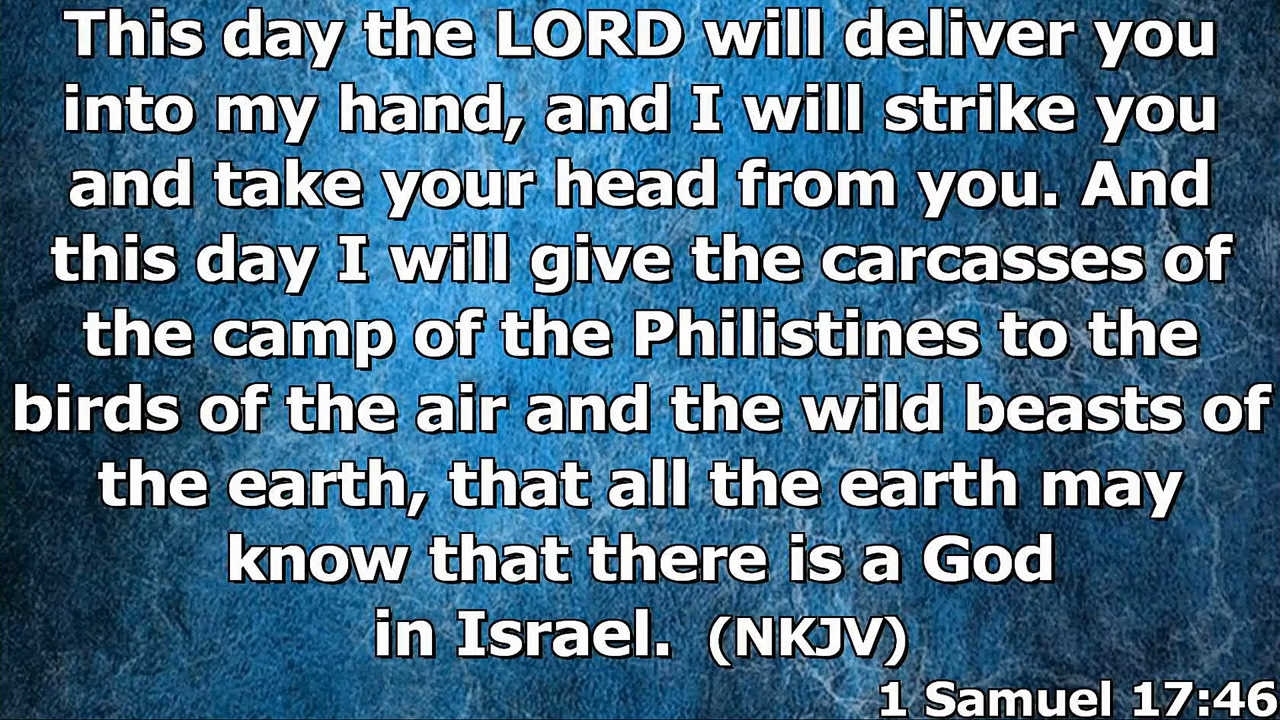 This day the LORD will deliver you
into my hand, and I will strike you
and take your head from you. And
this day I will give the carcasses of
the camp of the Philistines to the
birds of the air and the wild beasts of
the earth, that all the earth may
know that there is a God
in Israel. (NKJV)
1 Samuel 17:46